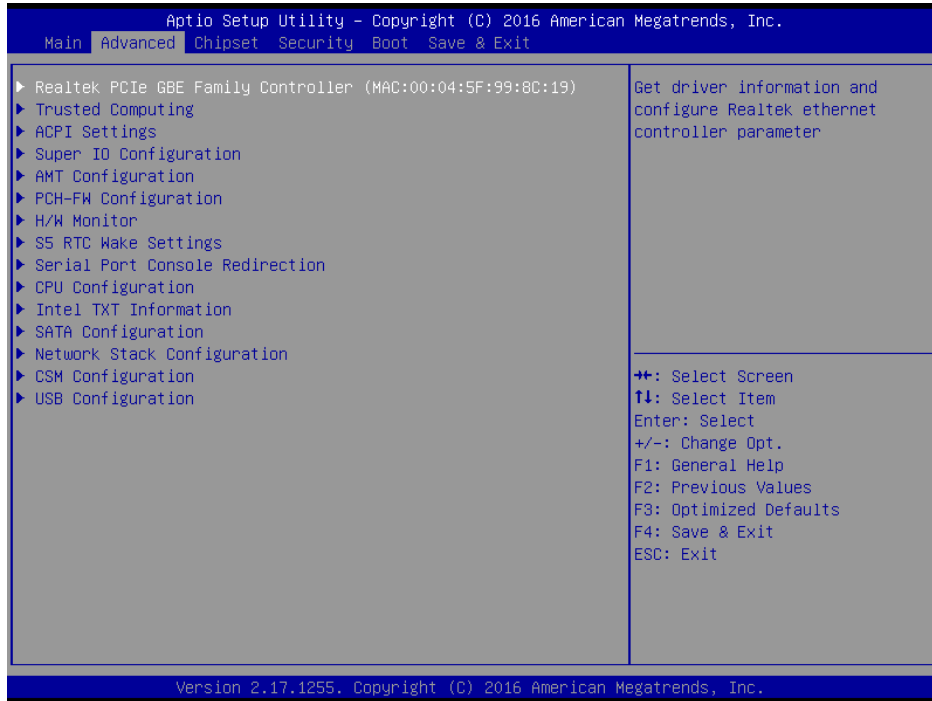 Aptio Setup Utility – Copyright (C) 2016 American Megatrends, Inc.
Main Advanced Chipset Security Boot Save & Exit
▶ Realtek PCIe GBE Family Controller (MAC:00:04:5F:99:8C:19)
▶ Trusted Computing
▶ ACPI Settings
▶ Super IO Configuration
▶ AMT Configuration
▶ PCH-FW Configuration
▶ H/W Monitor
▶ S5 RTC Wake Settings
▶ Serial Port Console Redirection
▶ CPU Configuration
▶ Intel TXT Information
▶ SATA Configuration
▶ Network Stack Configuration
▶ CSM Configuration
▶ USB Configuration
Get driver information and
configure Realtek ethernet
controller parameter
→←: Select Screen
↑↓: Select Item
Enter: Select
+/-: Change Opt.
F1: General Help
F2: Previous Values
F3: Optimized Defaults
F4: Save & Exit
ESC: Exit
Version 2.17.1255. Copyright (C) 2016 American Megatrends, Inc.